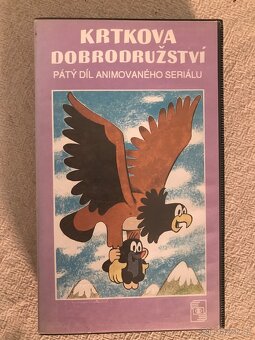 KRTKOVA
DOBRODRUŽSTVÍ
PÁTÝ DÍL ANIMOVANÉHO SERIÁLU